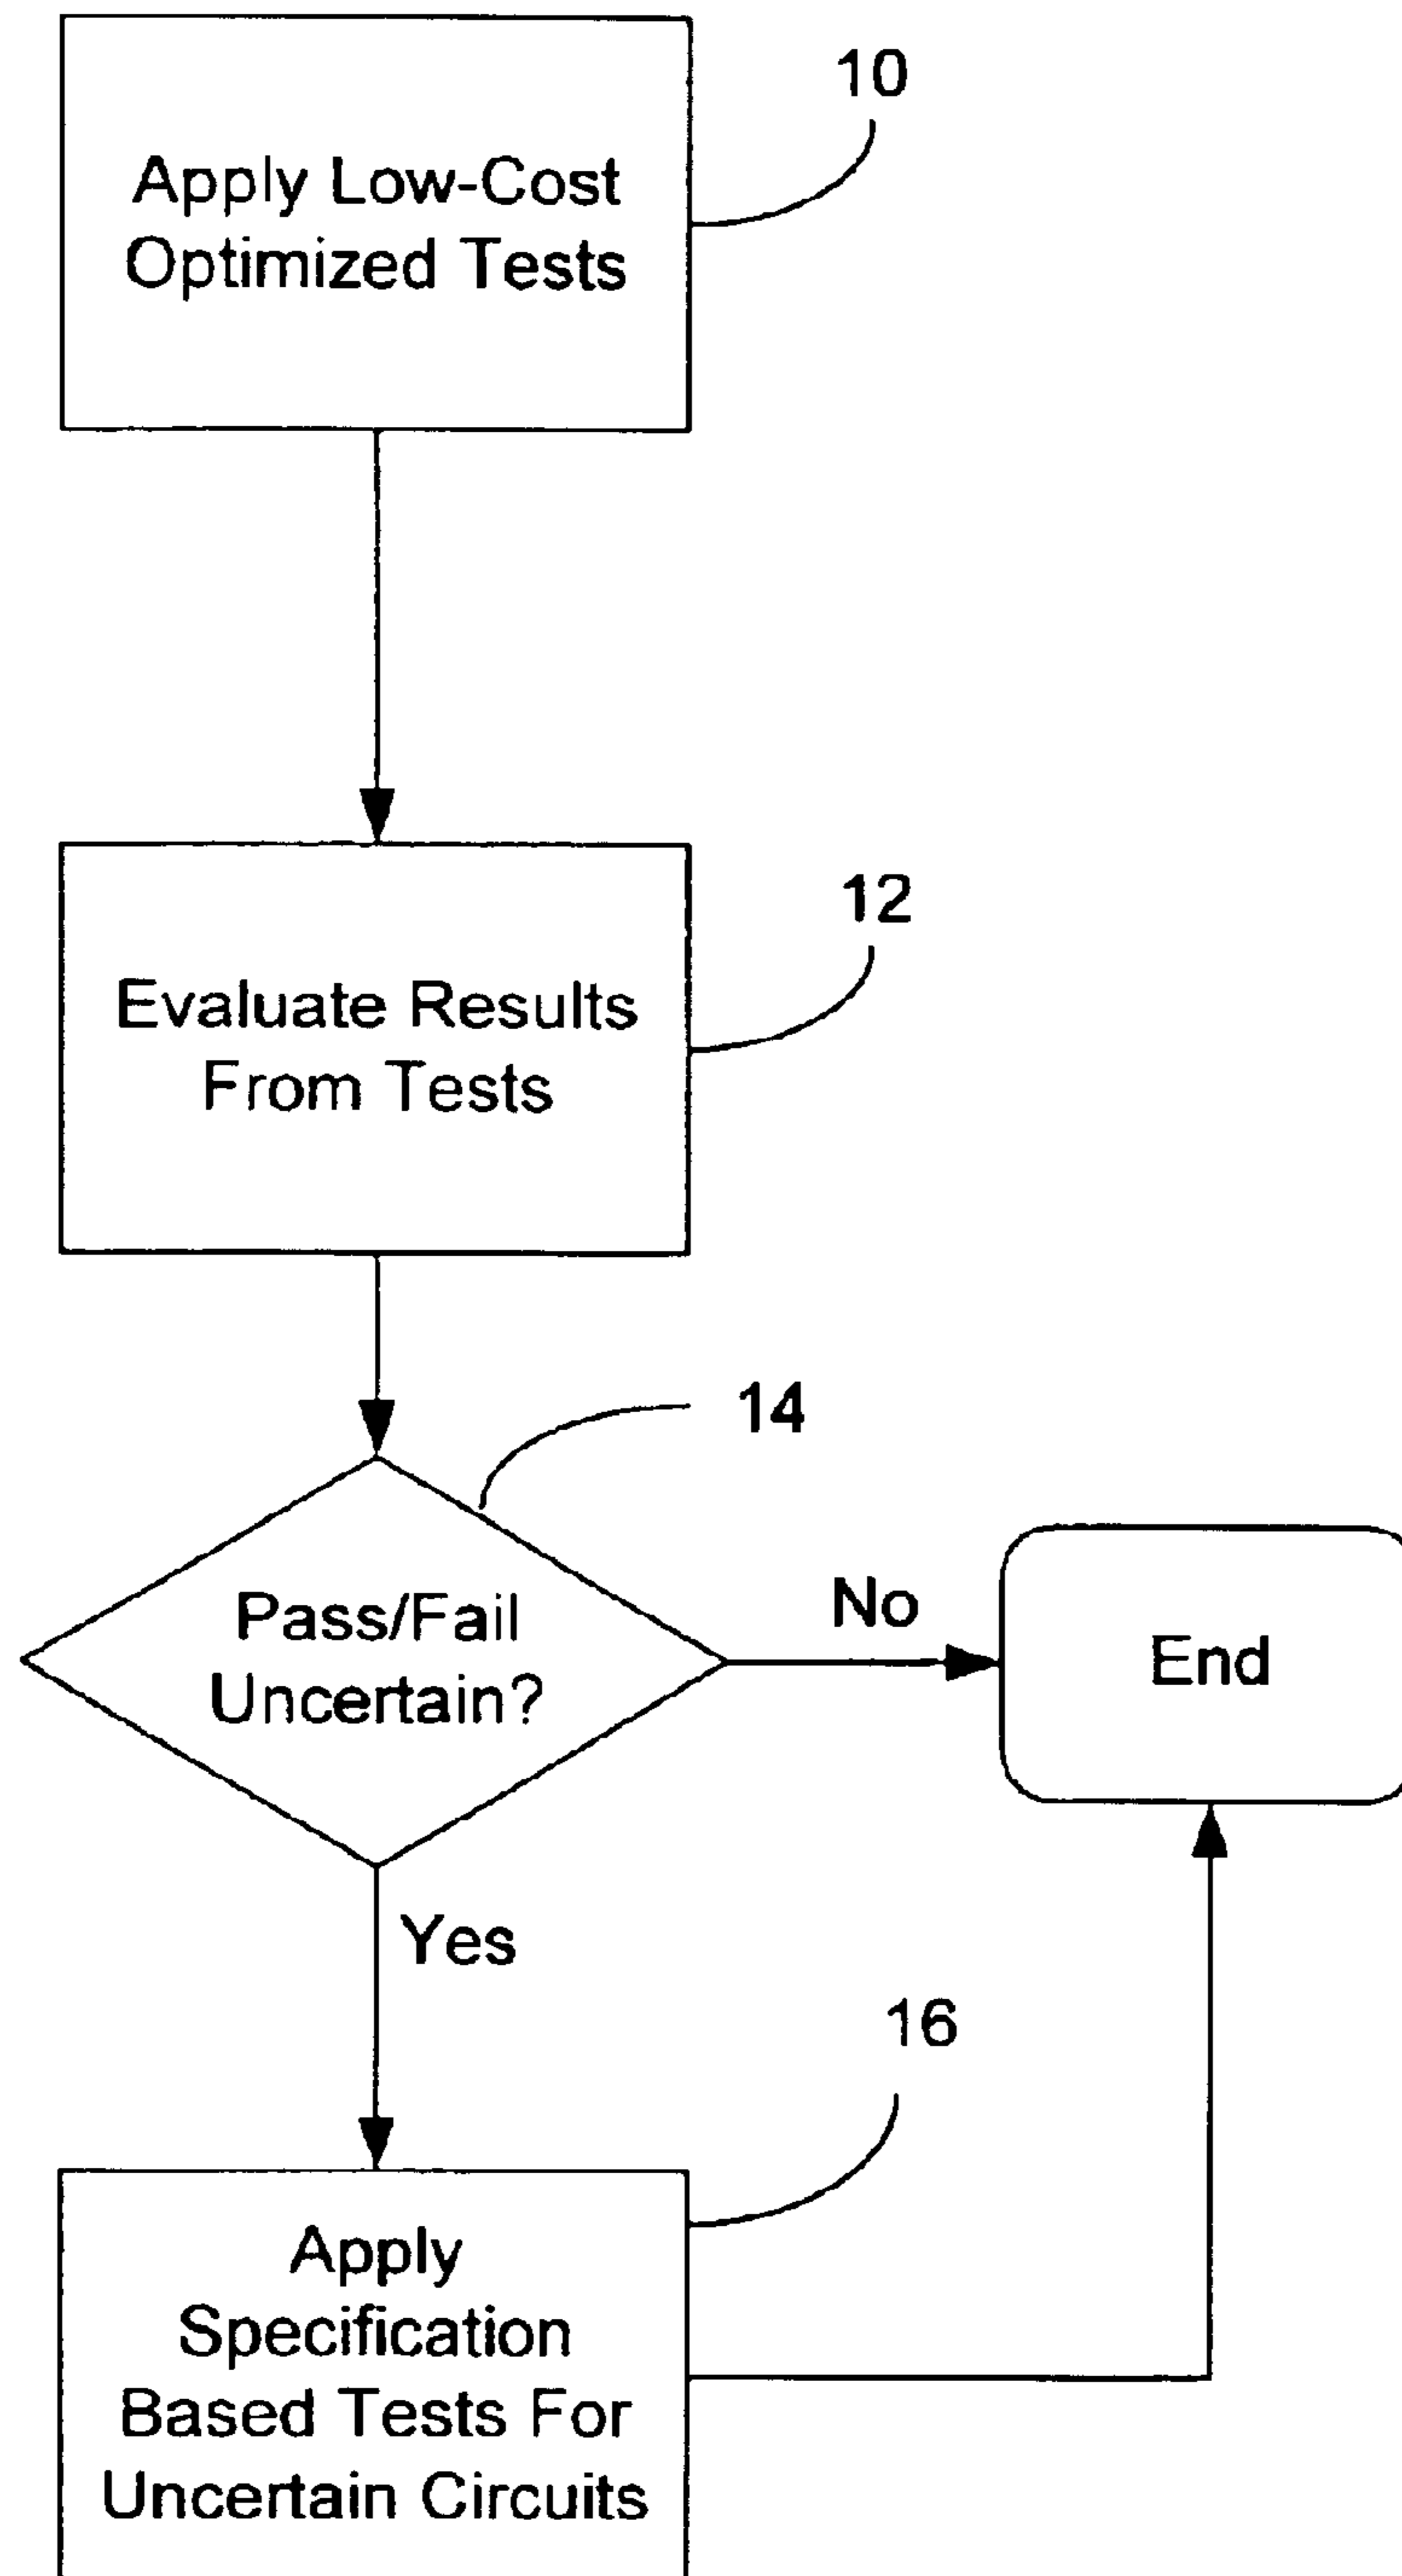 10
Apply Low-Cost
Optimized Tests
12
Evaluate Results
From Tests
14
Pass/Fail
Uncertain?
No
End
Yes
16
Apply
Specification
Based Tests For
Uncertain Circuits